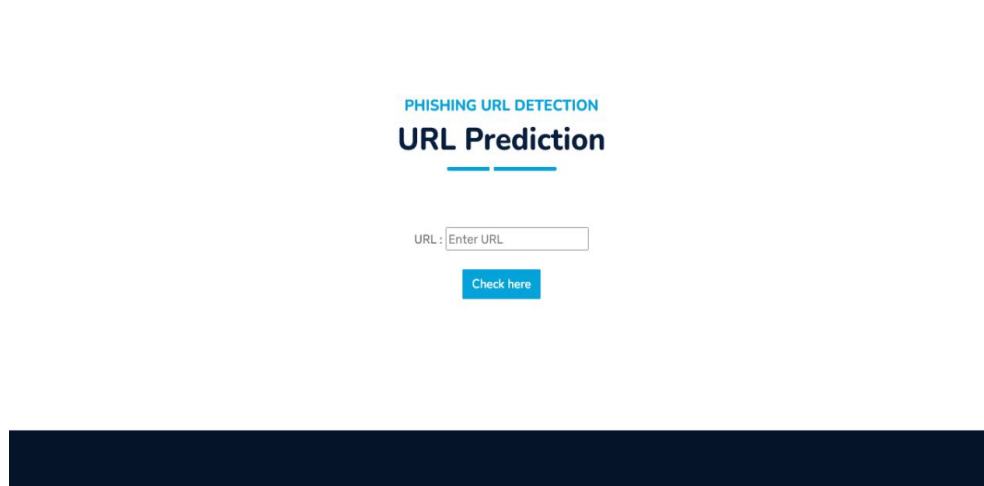 PHISHING URL DETECTION
URL Prediction
URL : Enter URL
Check here